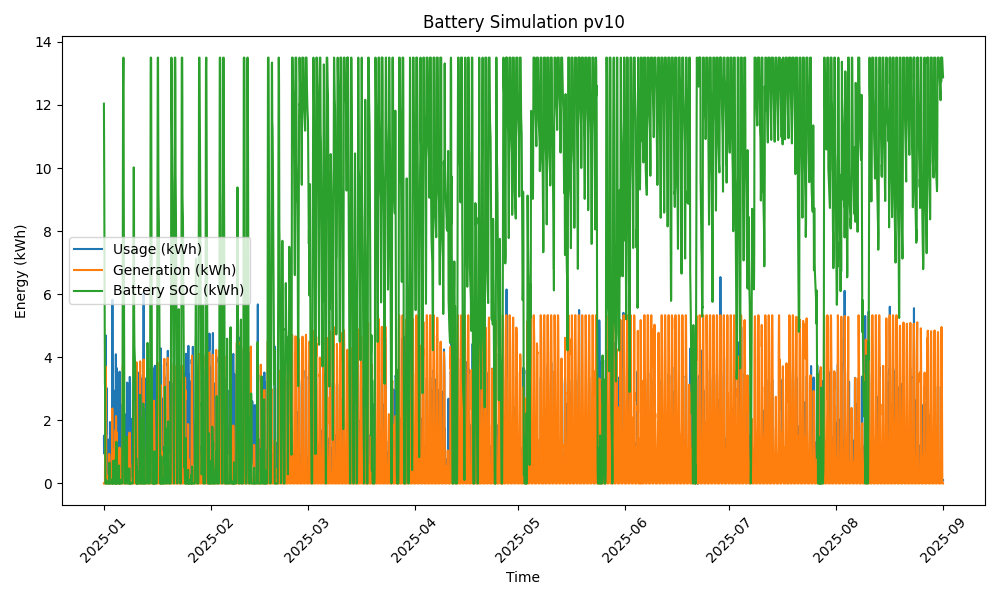 Battery Simulation pv10
Energy (kWh)
14
12
10
8
6
4
2
0
Usage (kWh)
Generation (kWh)
Battery SOC (kWh)
2025-01
2025-02
2025-03
2025-04
2025-05
2025-06
2025-07
2025-08
2025-09
Time